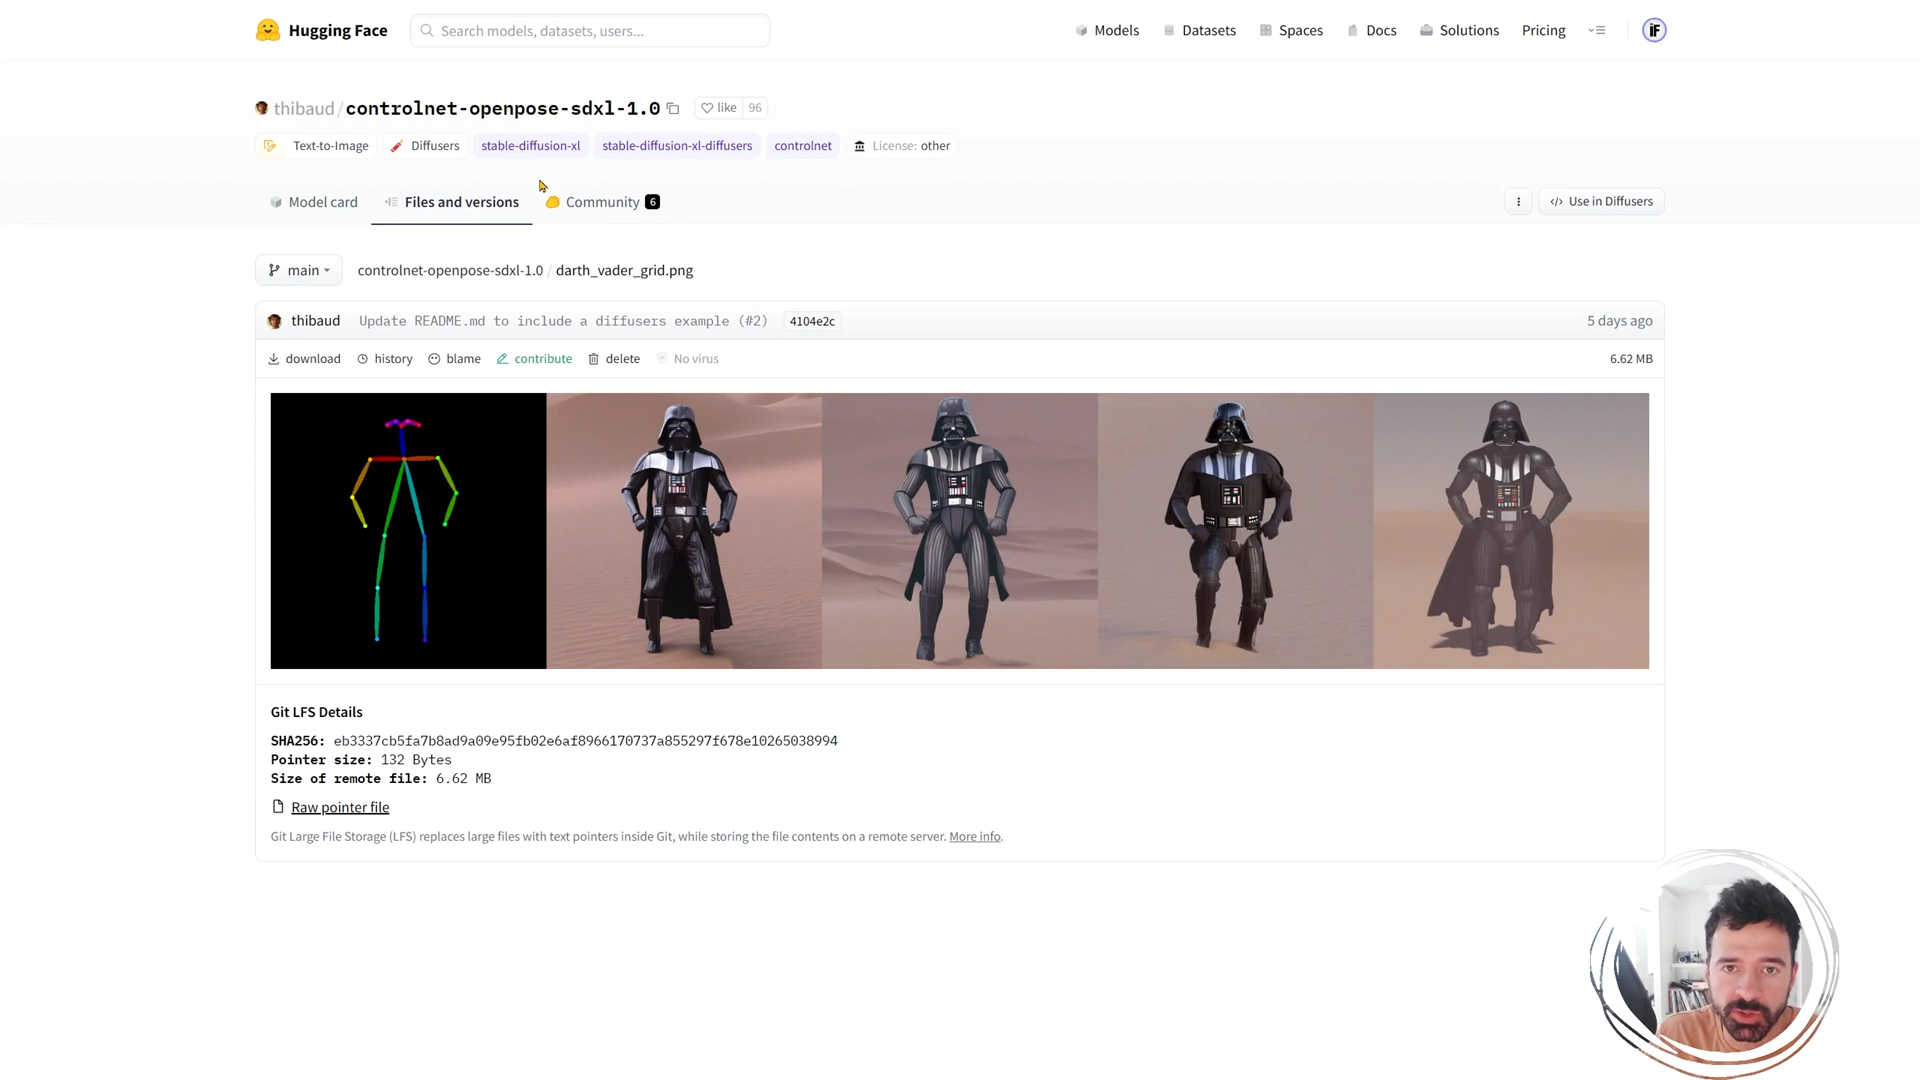 Hugging Face
Search models, datasets, users...
Models
Datasets
Spaces
Docs
Solutions
Pricing
iF
thibaud/controlnet-openpose-sdxl-1.0
like 96
Text-to-Image
Diffusers
stable-diffusion-xl
stable-diffusion-xl-diffusers
controlnet
License: other
Model card
Files and versions
Community 6
</> Use in Diffusers
main
controlnet-openpose-sdxl-1.0 / darth_vader_grid.png
thibaud Update README.md to include a diffusers example (#2) 4104e2c 5 days ago
download history blame contribute delete No virus 6.62 MB
Git LFS Details
SHA256: eb3337cb5fa7b8ad9a09e95fb02e6af8966170737a855297f678e10265038994
Pointer size: 132 Bytes
Size of remote file: 6.62 MB
Raw pointer file
Git Large File Storage (LFS) replaces large files with text pointers inside Git, while storing the file contents on a remote server. More info.